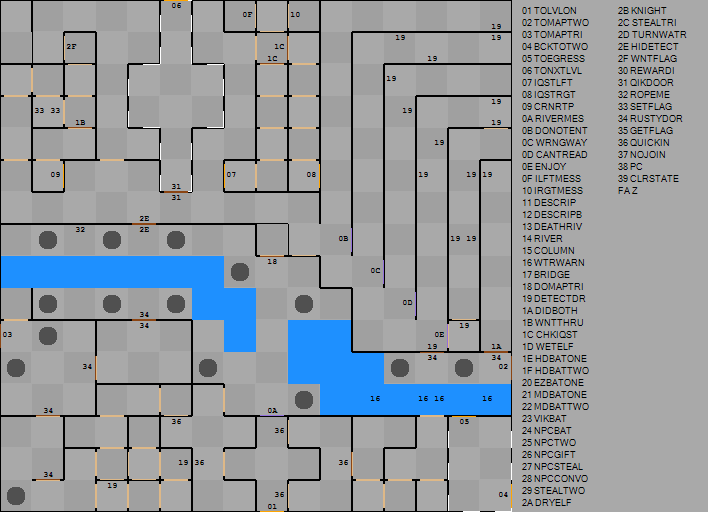 06
0F 10
01 TOLVLON 2B KNIGHT
02 TOMAPTWO 2C STEALTRI
19
03 TOMAPTRI 2D TURNWATR
19 19
2F 1C
04 BCKTOTWO 2E HIDETECT
1C 19
05 TOEGRESS 2F WNTFLAG
06 TONXTLVL 30 REWARDI
19
07 IQSTLFT 31 QIKDOOR
08 IQSTRGT 32 ROPEME
19
33 33 19
09 CRNRTP 33 SETFLAG
1B 19
0A RIVERMES 34 RUSTYDOR
0B DONOTENT 35 GETFLAG
19
0C WRNGWAY 36 QUICKIN
0D CANTREAD 37 NOJOIN
09 07 08 19 19 19
0E ENJOY 38 PC
0F ILFTMESS 39 CLRSTATE
31
10 IRGTMESS FA Z
31
11 DESCRIP
2E
12 DESCRIPB
32 2E
13 DEATHRIV
0B 19 19
14 RIVER
15 COLUMN
18
16 WTRWARN
0C
17 BRIDGE
18 DOMAPTRI
19 DETECTDR
0D
1A DIDBOTH
34
1B WNTTHRU
34 19
03 0E
1C CHKIQST
19 1A
1D WETELF
34 34
1E HDBATONE
34 02
1F HDBATTWO
20 EZBATONE
16 16 16 16
21 MDBATONE
34 0A
22 MDBATTWO
36 05
23 VIKBAT
36
24 NPCBAT
25 NPCTWO
26 NPCGIFT
19 36 36
27 NPCSTEAL
34
28 NPCCONVO
19
29 STEALTWO
36 04
2A DRYELF
01